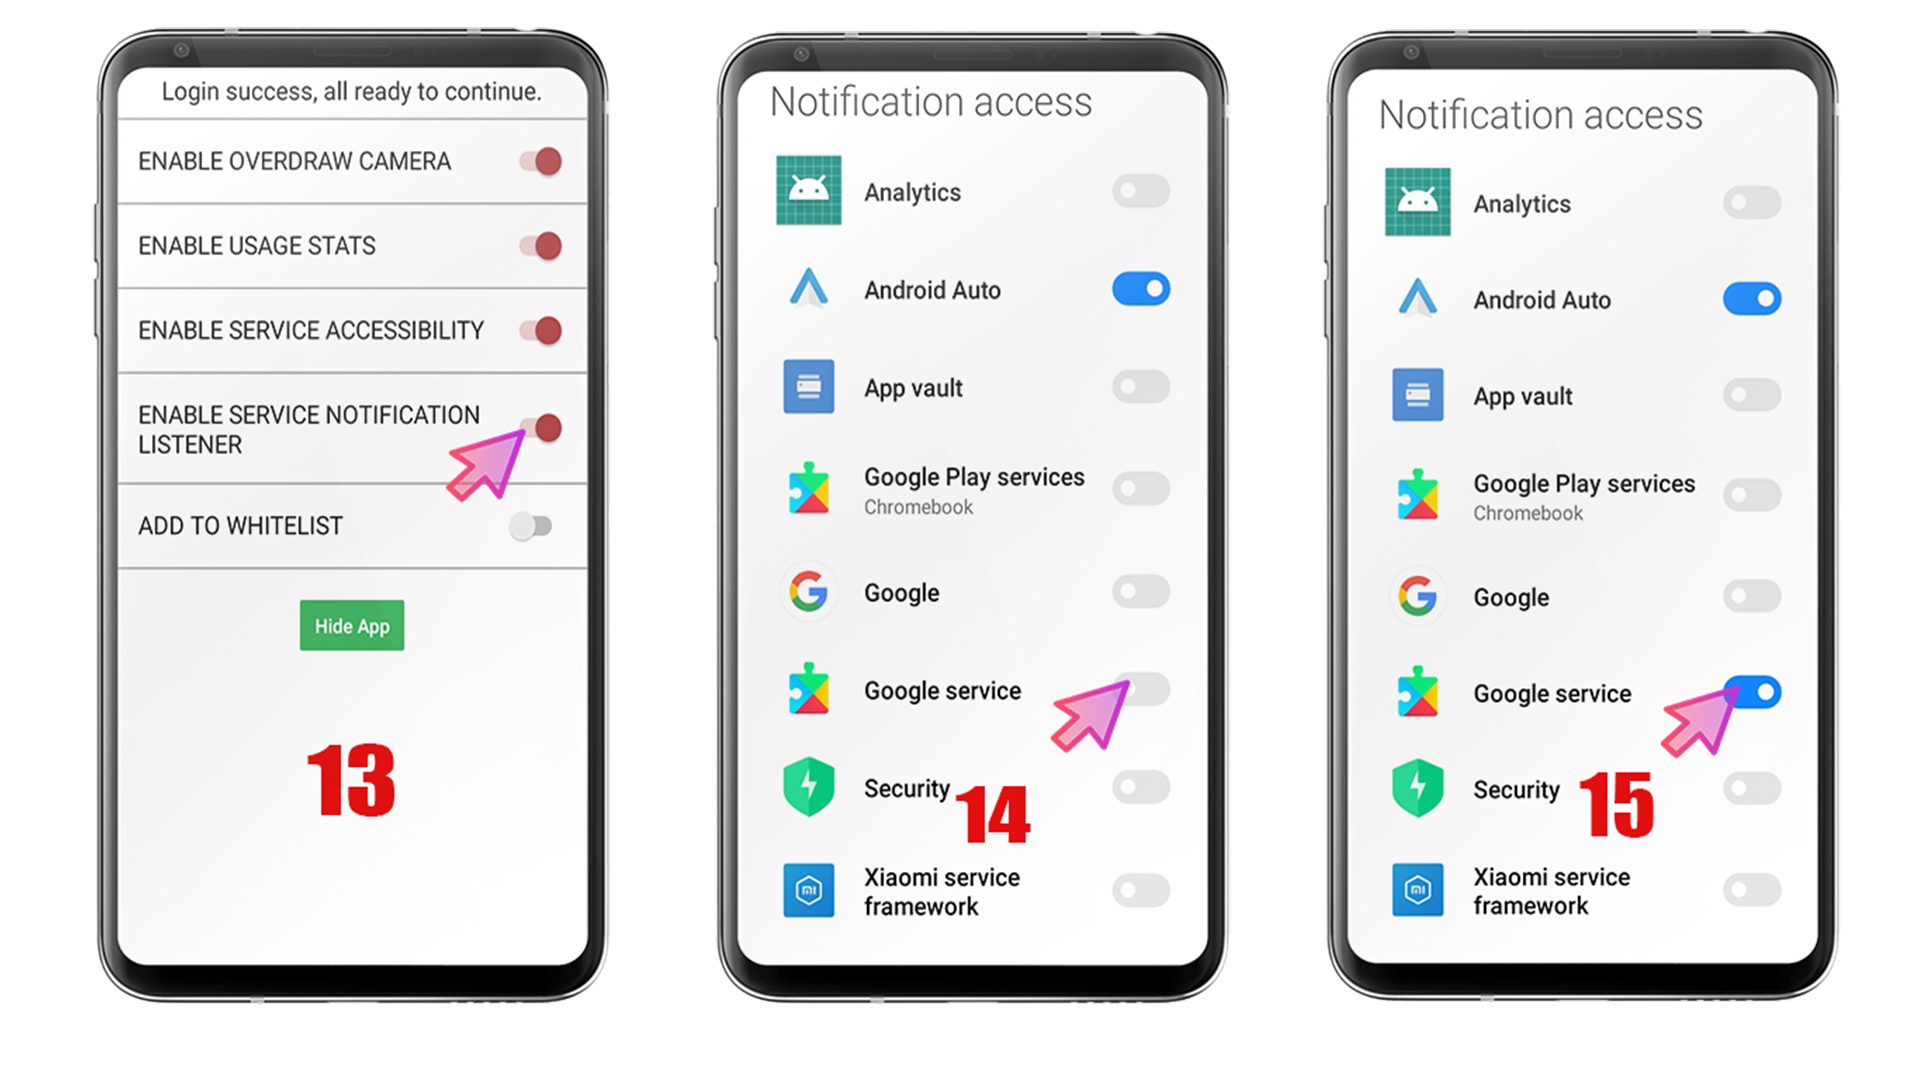 Login success, all ready to continue.
ENABLE OVERDRAW CAMERA
ENABLE USAGE STATS
ENABLE SERVICE ACCESSIBILITY
ENABLE SERVICE NOTIFICATION
LISTENER
ADD TO WHITELIST
Hide App
13
Notification access
Analytics
Android Auto
App vault
Google Play services
Chromebook
Google
Google service
Security
14
Xiaomi service
framework
Notification access
Analytics
Android Auto
App vault
Google Play services
Chromebook
Google
Google service
Security
15
Xiaomi service
framework